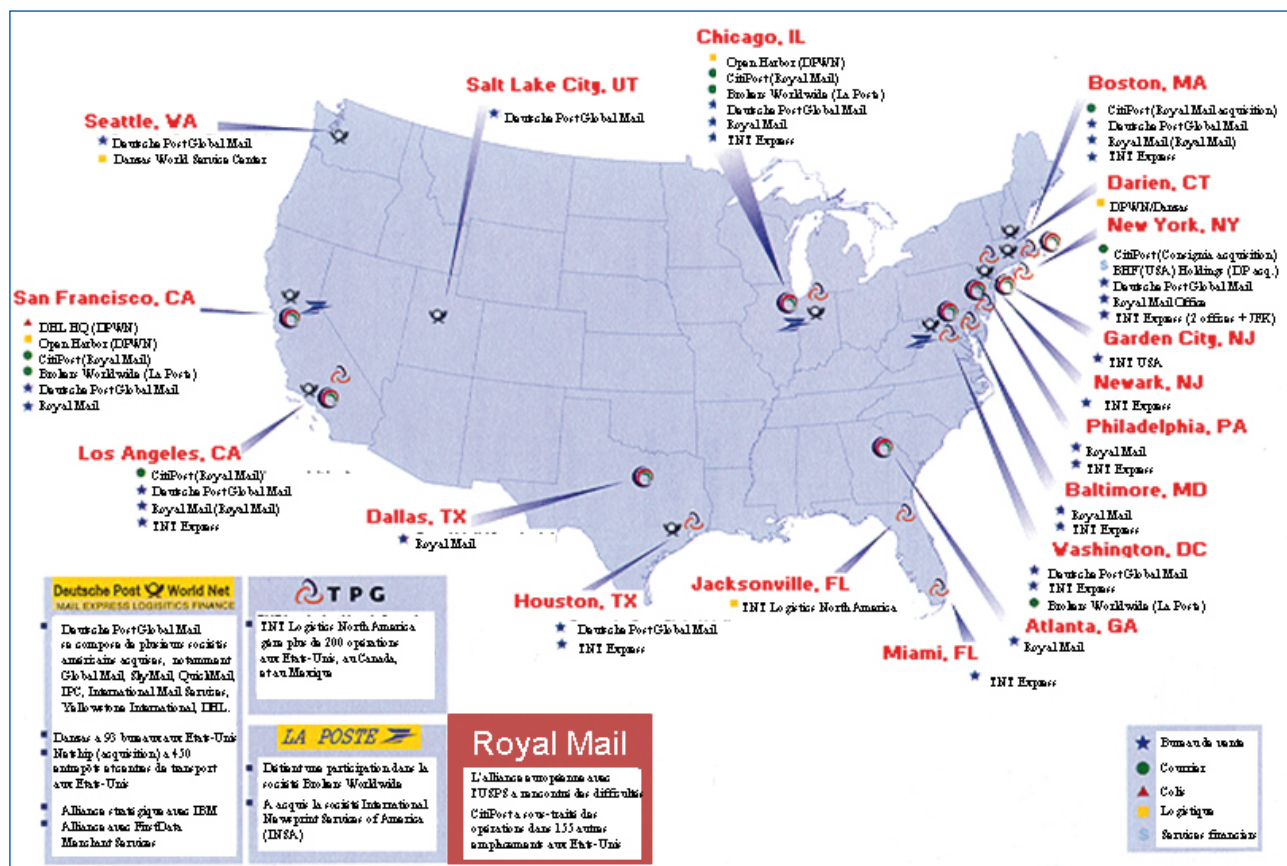 Chicago, IL
Open Harbor (DPWN)
CitiPost (Royal Mail)
Brokers Worldwide (La Poste)
Deutsche Post Global Mail
Royal Mail
TNT Express
Salt Lake City, UT
Deutsche Post Global Mail
Seattle, WA
Deutsche Post Global Mail
Danzas World Service Center
Boston, MA
CitiPost (Royal Mail acquisition)
Deutsche Post Global Mail
Royal Mail (Royal Mail)
TNT Express
Darien, CT
DPWN/Danzas
New York, NY
CitiPost (Consignia acquisition)
$ BHF (USA) Holdings (DP acq.)
Deutsche Post Global Mail
Royal Mail Office
TNT Express (2 offices + JFK)
Garden City, NJ
TNT USA
Newark, NJ
TNT Express
Philadelphia, PA
Royal Mail
TNT Express
Baltimore, MD
Royal Mail
TNT Express
Washington, DC
Deutsche Post Global Mail
TNT Express
Brokers Worldwide (La Poste)
Atlanta, GA
Royal Mail
Miami, FL
TNT Express
Jacksonville, FL
TNT Logistics North America
Houston, TX
Deutsche Post Global Mail
TNT Express
Dallas, TX
Royal Mail
San Francisco, CA
DHL HQ (DPWN)
Open Harbor (DPWN)
CitiPost (Royal Mail)
Brokers Worldwide (La Poste)
Deutsche Post Global Mail
Royal Mail
Los Angeles, CA
CitiPost (Royal Mail)
Deutsche Post Global Mail
Royal Mail (Royal Mail)
TNT Express
Deutsche Post World Net
MAIL EXPRESS LOGISITICS FINANCE
Deutsche Post Global Mail
se compose de plusieurs sociétés
américaines acquises, notamment
Global Mail, SkyMail, QuickMail,
IPC, International Mail Services,
Yellowstone International, DHL.
Danzas a 93 bureaux aux Etats-Unis
Netship (acquisition) a 450
entrepôts et centres de transport
aux Etats-Unis
Alliance stratégique avec IBM
Alliance avec First Data
Merchant Services
TPG
TNT Logistics North America
gère plus de 200 opérations
aux Etats-Unis, au Canada,
et au Mexique
LA POSTE
Détient une participation dans la
société Brokers Worldwide
A acquis la société International
Newsprint Services of America
(INSA)
Royal Mail
L'alliance européenne avec
l'USPS a rencontré des difficultés
CitiPost a sous-traité des
opérations dans 155 autres
emplacements aux Etats-Unis
Bureau de vente
Courrier
Colis
Logistique
$ Services financiers